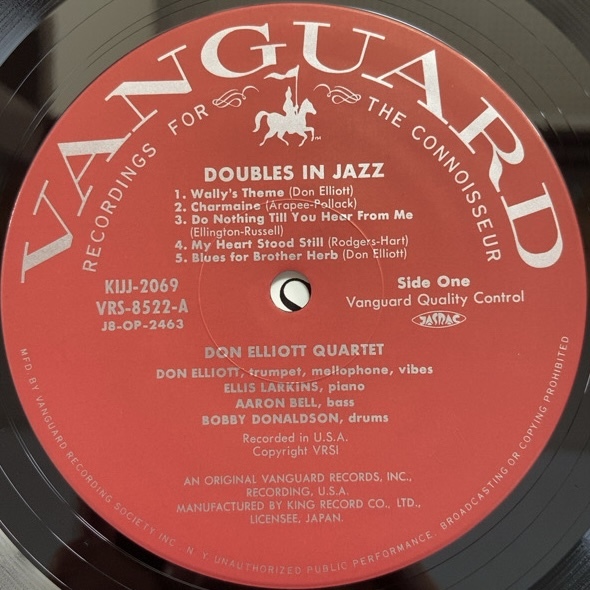 VANGUARD
RECORDINGS FOR THE CONNOISSEUR
DOUBLES IN JAZZ
1. Wally's Theme (Don Elliott)
2. Charmaine (Arapee-Pollock)
3. Do Nothing Till You Hear From Me
(Ellington-Russell)
4. My Heart Stood Still (Rodgers-Hart)
5. Blues for Brother Herb (Don Elliott)
KIJJ-2069
VRS-8522-A
J8-OP-2463
Side One
Vanguard Quality Control
JASRAC
DON ELLIOTT QUARTET
DON ELLIOTT, trumpet, mellophone, vibes
ELLIS LARKINS, piano
AARON BELL, bass
BOBBY DONALDSON, drums
Recorded in U.S.A.
Copyright VRSI
AN ORIGINAL VANGUARD RECORDS, INC.,
RECORDING, U.S.A.
MANUFACTURED BY KING RECORD CO., LTD.,
LICENSEE, JAPAN.
MFD. BY VANGUARD RECORDING SOCIETY INC. N. Y. UNAUTHORIZED PUBLIC PERFORMANCE, BROADCASTING OR COPYING PROHIBITED